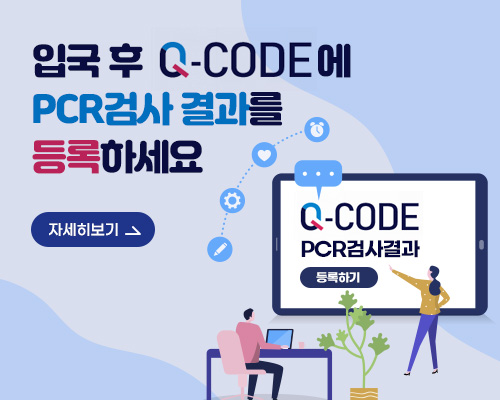 입국 후 Q-CODE에
PCR검사 결과를
등록하세요
자세히보기
Q-CODE
PCR검사결과
등록하기